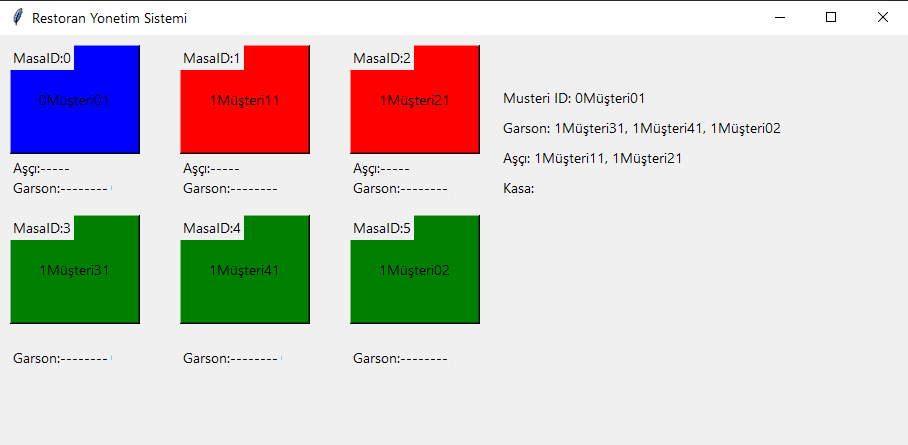 Restoran Yonetim Sistemi
MasaID:0
0Müşteri01
Aşçı:-----
Garson:--------
MasaID:1
1Müşteri11
Aşçı:-----
Garson:--------
MasaID:2
1Müşteri21
Aşçı:-----
Garson:--------
MasaID:3
1Müşteri31
Garson:--------
MasaID:4
1Müşteri41
Garson:--------
MasaID:5
1Müşteri02
Garson:--------
Musteri ID: 0Müşteri01
Garson: 1Müşteri31, 1Müşteri41, 1Müşteri02
Aşçı: 1Müşteri11, 1Müşteri21
Kasa: